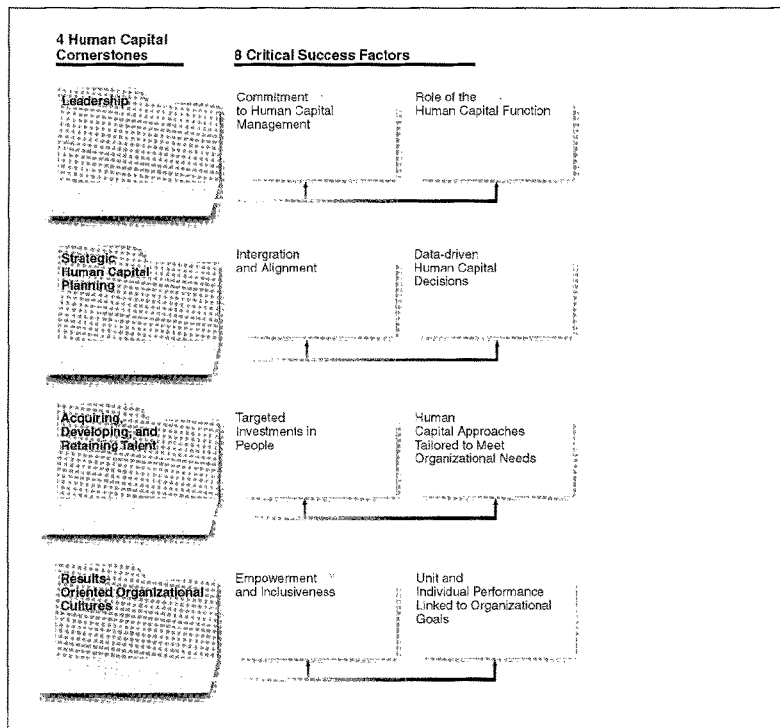 4 Human Capital
Cornerstones
8 Critical Success Factors
Leadership
Commitment
to Human Capital
Management
Role of the
Human Capital Function
Strategic
Human Capital
Planning
Intergration
and Alignment
Data-driven
Human Capital
Decisions
Acquiring,
Developing, and
Retaining Talent
Targeted
Investments in
People
Human
Capital Approaches
Tailored to Meet
Organizational Needs
Results-
Oriented Organizational
Cultures
Empowerment
and Inclusiveness
Unit and
Individual Performance
Linked to Organizational
Goals